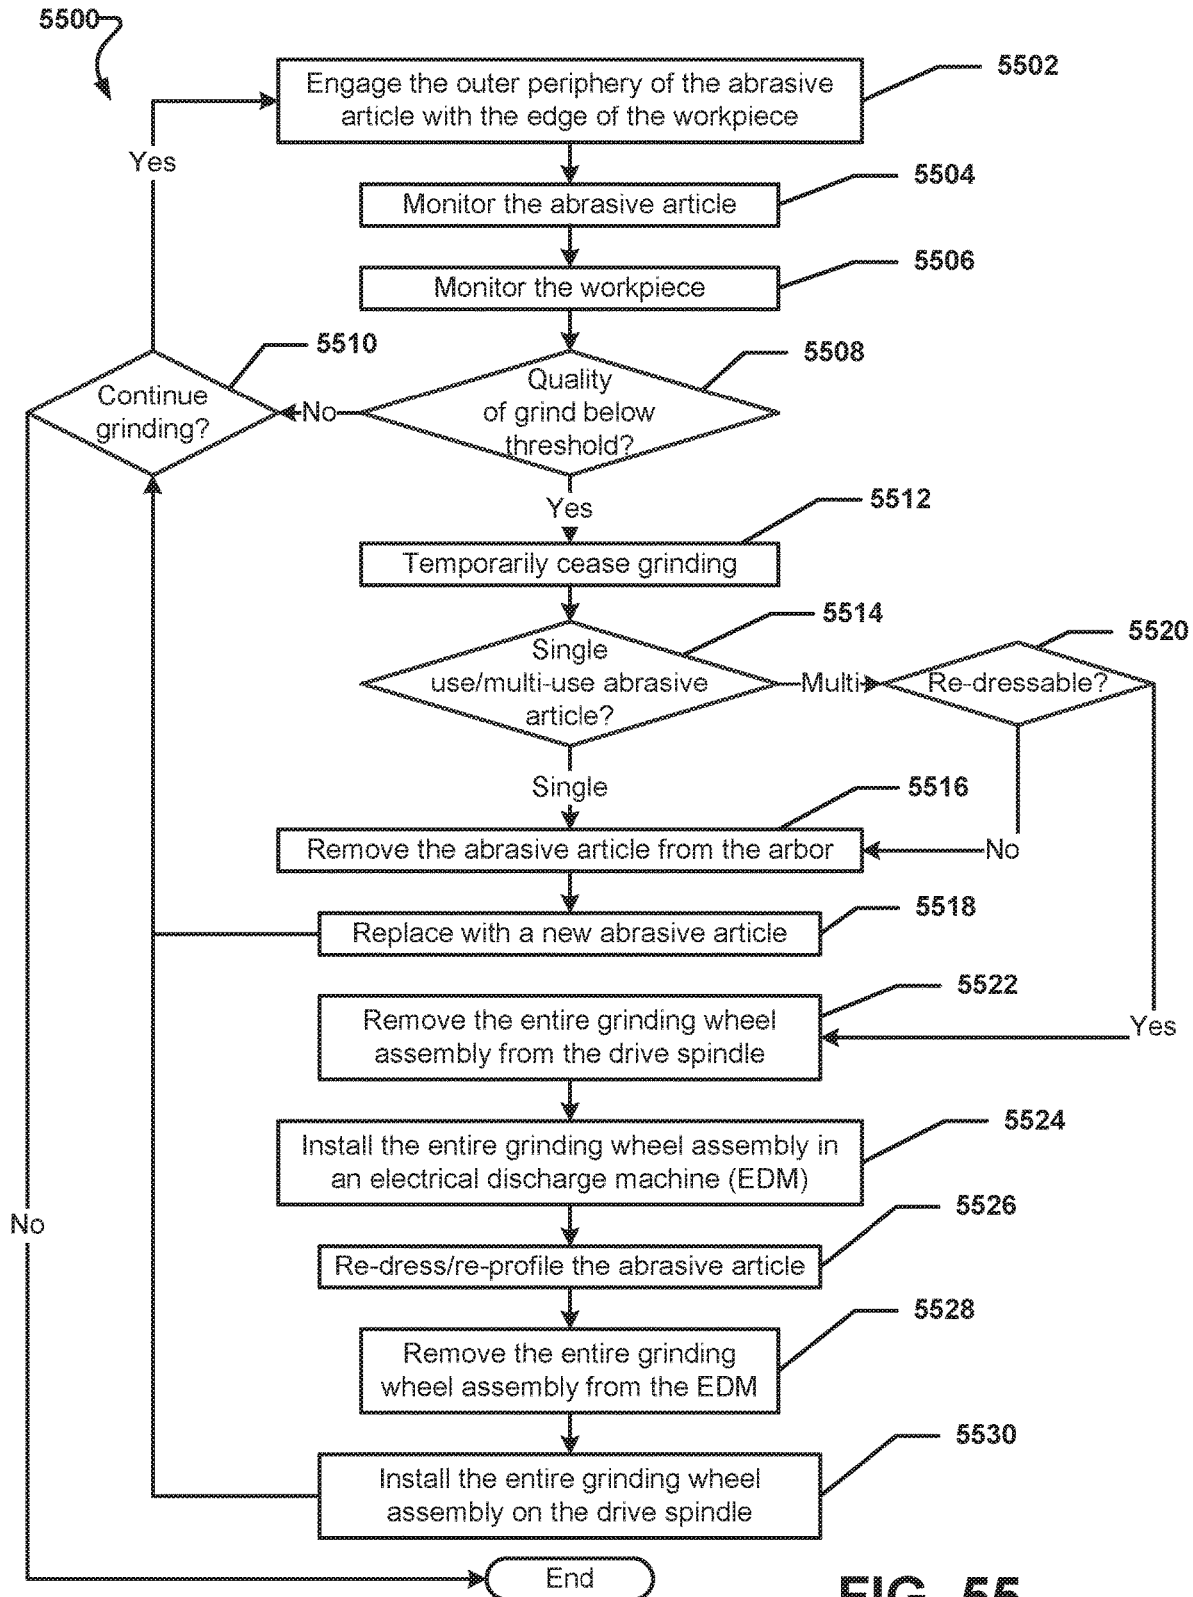 5500
5502
Engage the outer periphery of the abrasive
article with the edge of the workpiece
Yes
5504
Monitor the abrasive article
5506
Monitor the workpiece
5510
Continue
grinding?
5508
Quality
of grind below
threshold?
No
Yes
5512
Temporarily cease grinding
5514
Single
use/multi-use abrasive
article?
Multi
5520
Re-dressable?
Single
5516
Remove the abrasive article from the arbor
No
5518
Replace with a new abrasive article
5522
Remove the entire grinding wheel
assembly from the drive spindle
Yes
5524
Install the entire grinding wheel assembly in
an electrical discharge machine (EDM)
5526
Re-dress/re-profile the abrasive article
No
5528
Remove the entire grinding
wheel assembly from the EDM
5530
Install the entire grinding wheel
assembly on the drive spindle
End
FIG. 55